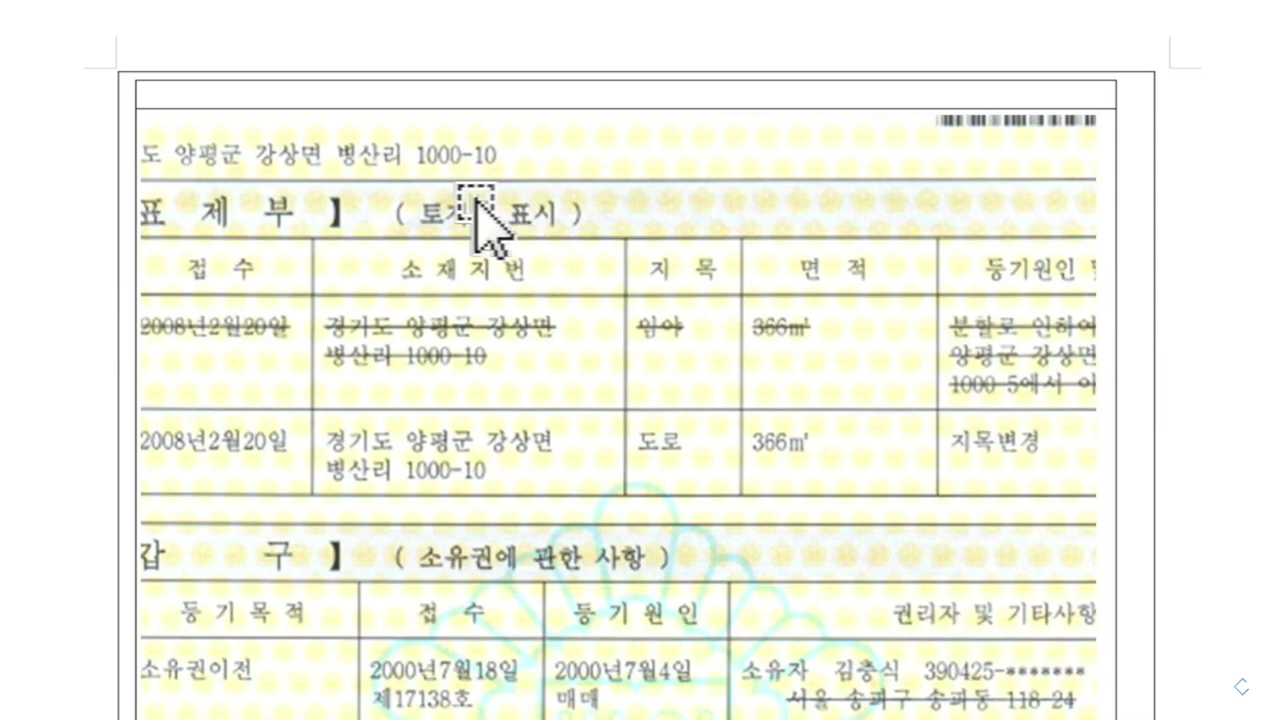 도 양평군 강상면 병산리 1000-10
표 제 부 】 ( 표시 )
접 수 소 재 지 번 지 목 면 적 등기원인
2008년2월20일 경기도 양평군 강상면 임야 366㎡ 분할로 인하여
병산리 1000-10 양평군 강상면
1000-5에서
2008년2월20일 경기도 양평군 강상면 도로 366㎡ 지목변경
병산리 1000-10
갑 구 】 ( 소유권에 관한 사항 )
등 기 목 적 접 수 등 기 원 인 권리자 및 기타사항
소유권이전 2000년7월18일 2000년7월4일 소유자 김충식 390425-*******
제17138호 매매 서울 송파구 송파동 118-24